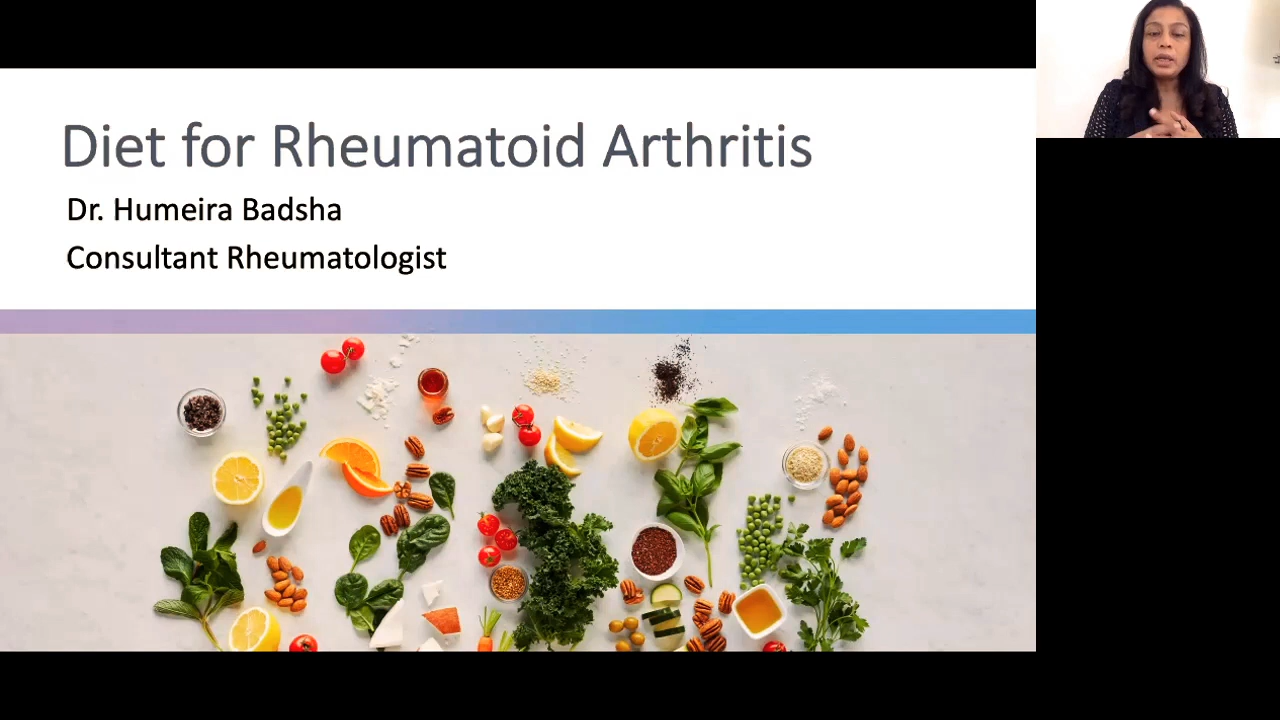 Diet for Rheumatoid Arthritis
Dr. Humeira Badsha
Consultant Rheumatologist